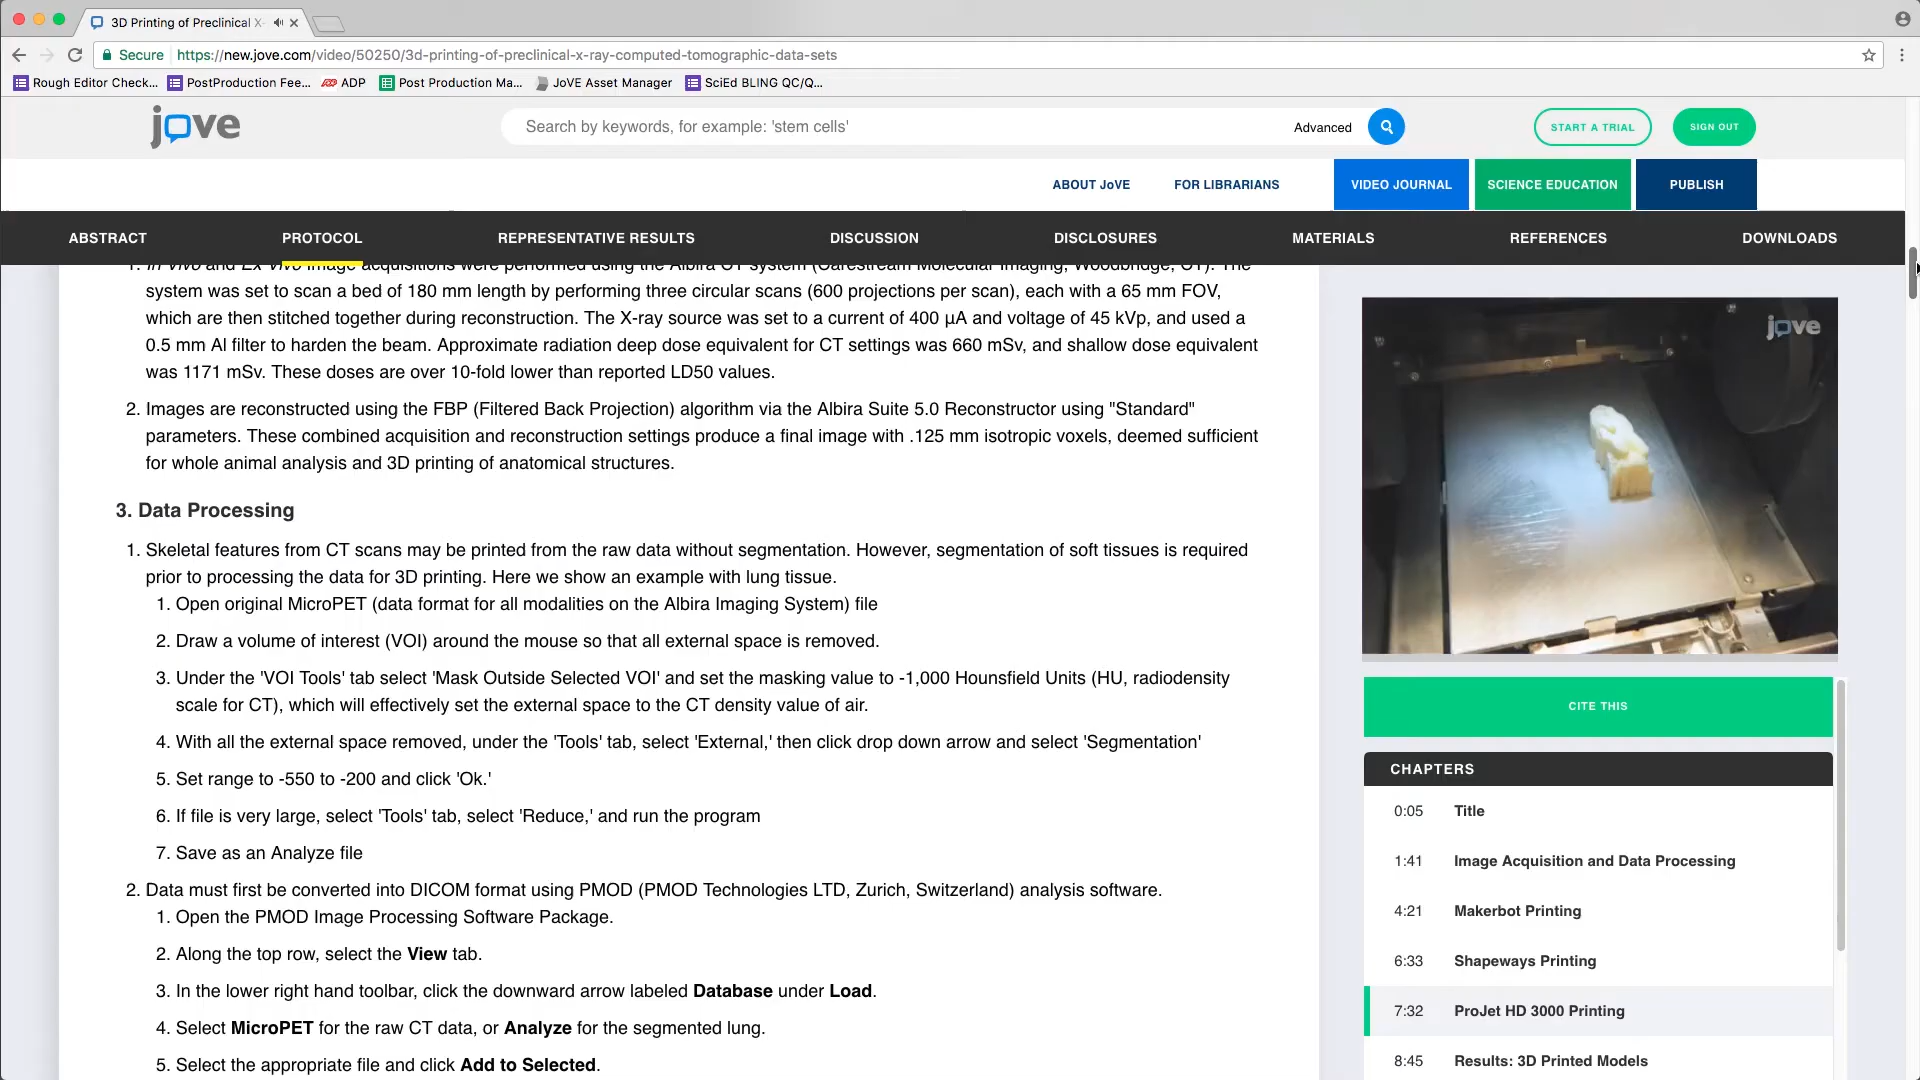 3D Printing of Preclinical X-
Secure https://new.jove.com/video/50250/3d-printing-of-preclinical-x-ray-computed-tomographic-data-sets
Rough Editor Check... PostProduction Fee... ADP Post Production Ma... JoVE Asset Manager SciEd BLING QC/Q...
jove Search by keywords, for example: 'stem cells' Advanced START A TRIAL SIGN OUT
ABOUT JoVE FOR LIBRARIANS VIDEO JOURNAL SCIENCE EDUCATION PUBLISH
ABSTRACT PROTOCOL REPRESENTATIVE RESULTS DISCUSSION DISCLOSURES MATERIALS REFERENCES DOWNLOADS
1. In Vivo and Ex Vivo image acquisitions were performed using the Albira CT system (Carestream Molecular Imaging, Woodbridge, CT). The
system was set to scan a bed of 180 mm length by performing three circular scans (600 projections per scan), each with a 65 mm FOV,
which are then stitched together during reconstruction. The X-ray source was set to a current of 400 µA and voltage of 45 kVp, and used a
0.5 mm Al filter to harden the beam. Approximate radiation deep dose equivalent for CT settings was 660 mSv, and shallow dose equivalent
was 1171 mSv. These doses are over 10-fold lower than reported LD50 values.
2. Images are reconstructed using the FBP (Filtered Back Projection) algorithm via the Albira Suite 5.0 Reconstructor using "Standard"
parameters. These combined acquisition and reconstruction settings produce a final image with .125 mm isotropic voxels, deemed sufficient
for whole animal analysis and 3D printing of anatomical structures.
3. Data Processing
1. Skeletal features from CT scans may be printed from the raw data without segmentation. However, segmentation of soft tissues is required
prior to processing the data for 3D printing. Here we show an example with lung tissue.
1. Open original MicroPET (data format for all modalities on the Albira Imaging System) file
2. Draw a volume of interest (VOI) around the mouse so that all external space is removed.
3. Under the 'VOI Tools' tab select 'Mask Outside Selected VOI' and set the masking value to -1,000 Hounsfield Units (HU, radiodensity
scale for CT), which will effectively set the external space to the CT density value of air.
4. With all the external space removed, under the 'Tools' tab, select 'External,' then click drop down arrow and select 'Segmentation'
5. Set range to -550 to -200 and click 'Ok.'
6. If file is very large, select 'Tools' tab, select 'Reduce,' and run the program
7. Save as an Analyze file
2. Data must first be converted into DICOM format using PMOD (PMOD Technologies LTD, Zurich, Switzerland) analysis software.
1. Open the PMOD Image Processing Software Package.
2. Along the top row, select the View tab.
3. In the lower right hand toolbar, click the downward arrow labeled Database under Load.
4. Select MicroPET for the raw CT data, or Analyze for the segmented lung.
5. Select the appropriate file and click Add to Selected.
jove
CITE THIS
CHAPTERS
0:05 Title
1:41 Image Acquisition and Data Processing
4:21 Makerbot Printing
6:33 Shapeways Printing
7:32 ProJet HD 3000 Printing
8:45 Results: 3D Printed Models